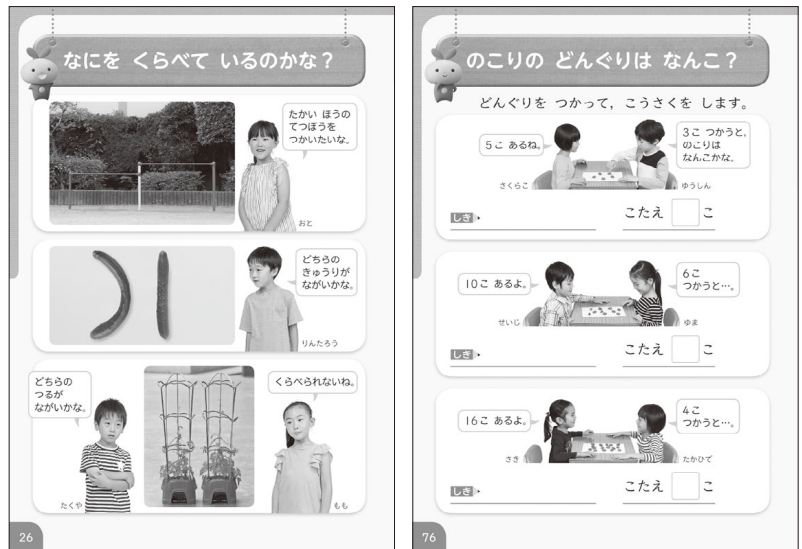 なにを くらべて いるのかな？
たかい ほうの
てつぼうを
つかいたいな。
おと
どちらの
きゅうりが
ながいかな。
りんたろう
どちらの
つるが
ながいかな。
くらべられないね。
たくや
もも
26
のこりの どんぐりは なんこ？
どんぐりを つかって，こうさくを します。
5こ あるね。
3こ つかうと，
のこりは
なんこかな。
さくらこ
ゆうしん
しき
こたえ こ
10こ あるよ。
6こ
つかうと…。
せいじ
ゆま
しき
こたえ こ
16こ あるよ。
4こ
つかうと…。
さき
たかひで
しき
こたえ こ
76